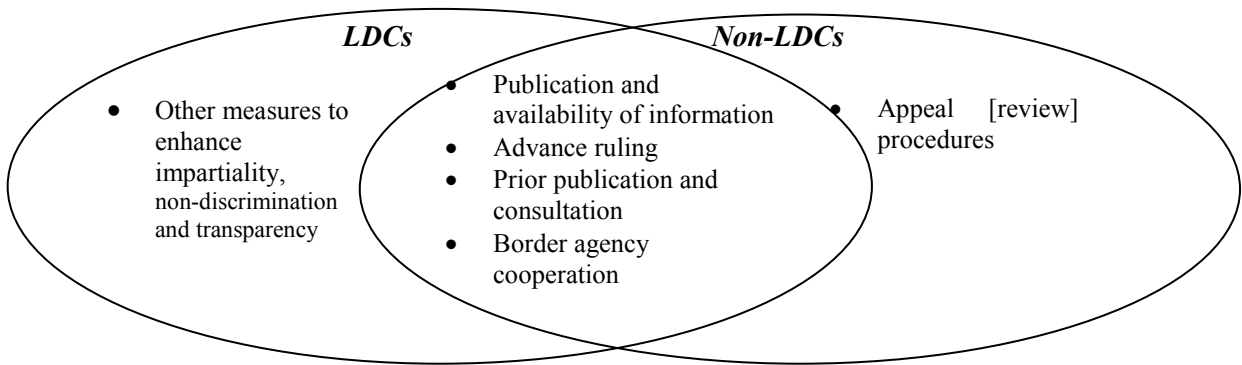 LDCs
Non-LDCs
• Other measures to
enhance
impartiality,
non-discrimination
and transparency
• Publication and
availability of information
• Advance ruling
• Prior publication and
consultation
• Border agency
cooperation
• Appeal [review]
procedures